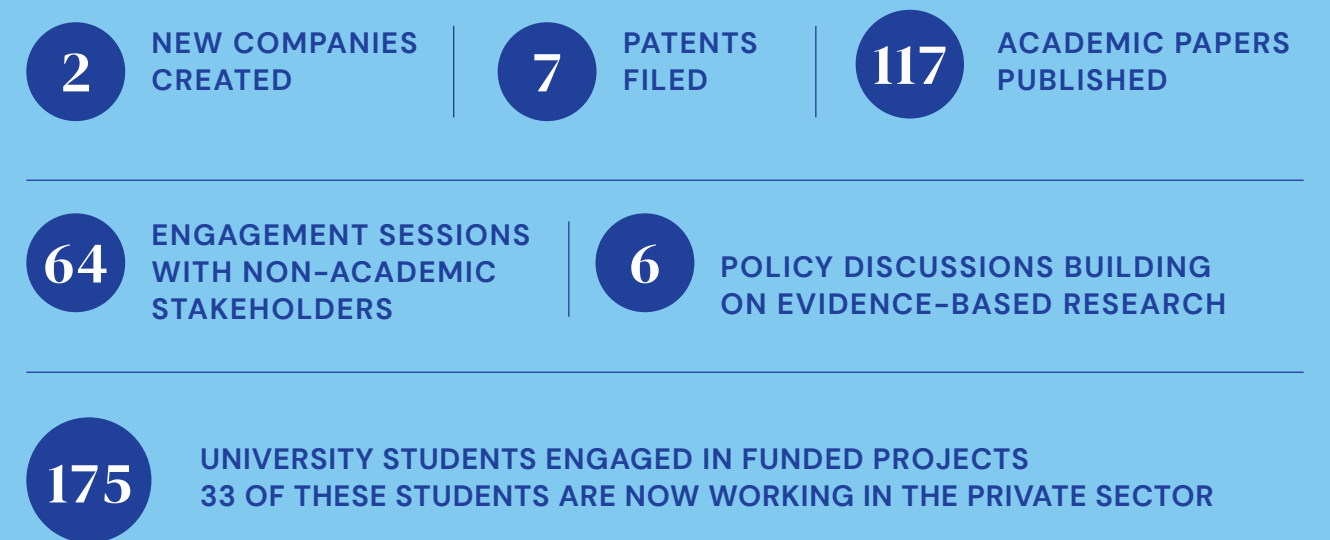 2
NEW COMPANIES
CREATED
7
PATENTS
FILED
117
ACADEMIC PAPERS
PUBLISHED
64
ENGAGEMENT SESSIONS
WITH NON-ACADEMIC
STAKEHOLDERS
6
POLICY DISCUSSIONS BUILDING
ON EVIDENCE-BASED RESEARCH
175
UNIVERSITY STUDENTS ENGAGED IN FUNDED PROJECTS
33 OF THESE STUDENTS ARE NOW WORKING IN THE PRIVATE SECTOR